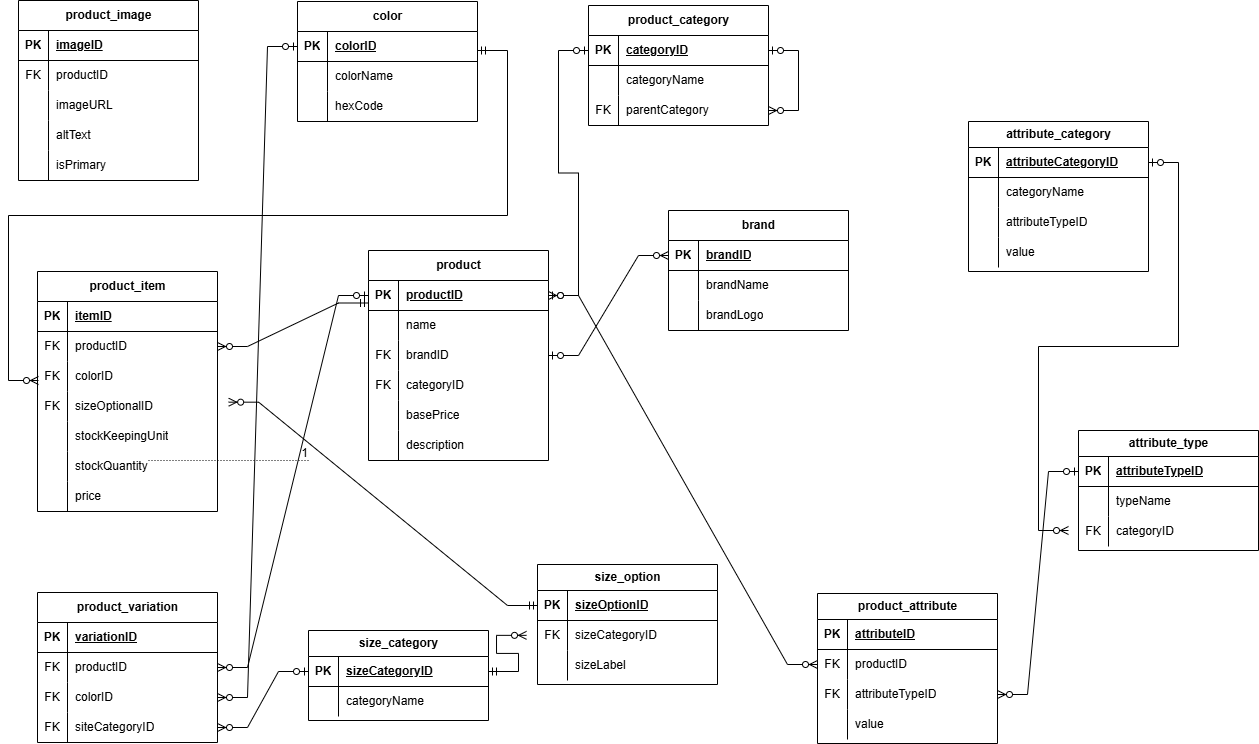 product_image
PK imageID
FK productID
imageURL
altText
isPrimary
color
PK colorID
colorName
hexCode
product_category
PK categoryID
categoryName
FK parentCategory
attribute_category
PK attributeCategoryID
categoryName
attributeTypeID
value
brand
PK brandID
brandName
brandLogo
product
PK productID
name
FK brandID
FK categoryID
basePrice
description
product_item
PK itemID
FK productID
FK colorID
FK sizeOptionalID
stockKeepingUnit
stockQuantity
price
1
attribute_type
PK attributeTypeID
typeName
FK categoryID
size_option
PK sizeOptionID
FK sizeCategoryID
sizeLabel
product_variation
PK variationID
FK productID
FK colorID
FK siteCategoryID
size_category
PK sizeCategoryID
categoryName
product_attribute
PK attributeID
FK productID
FK attributeTypeID
value